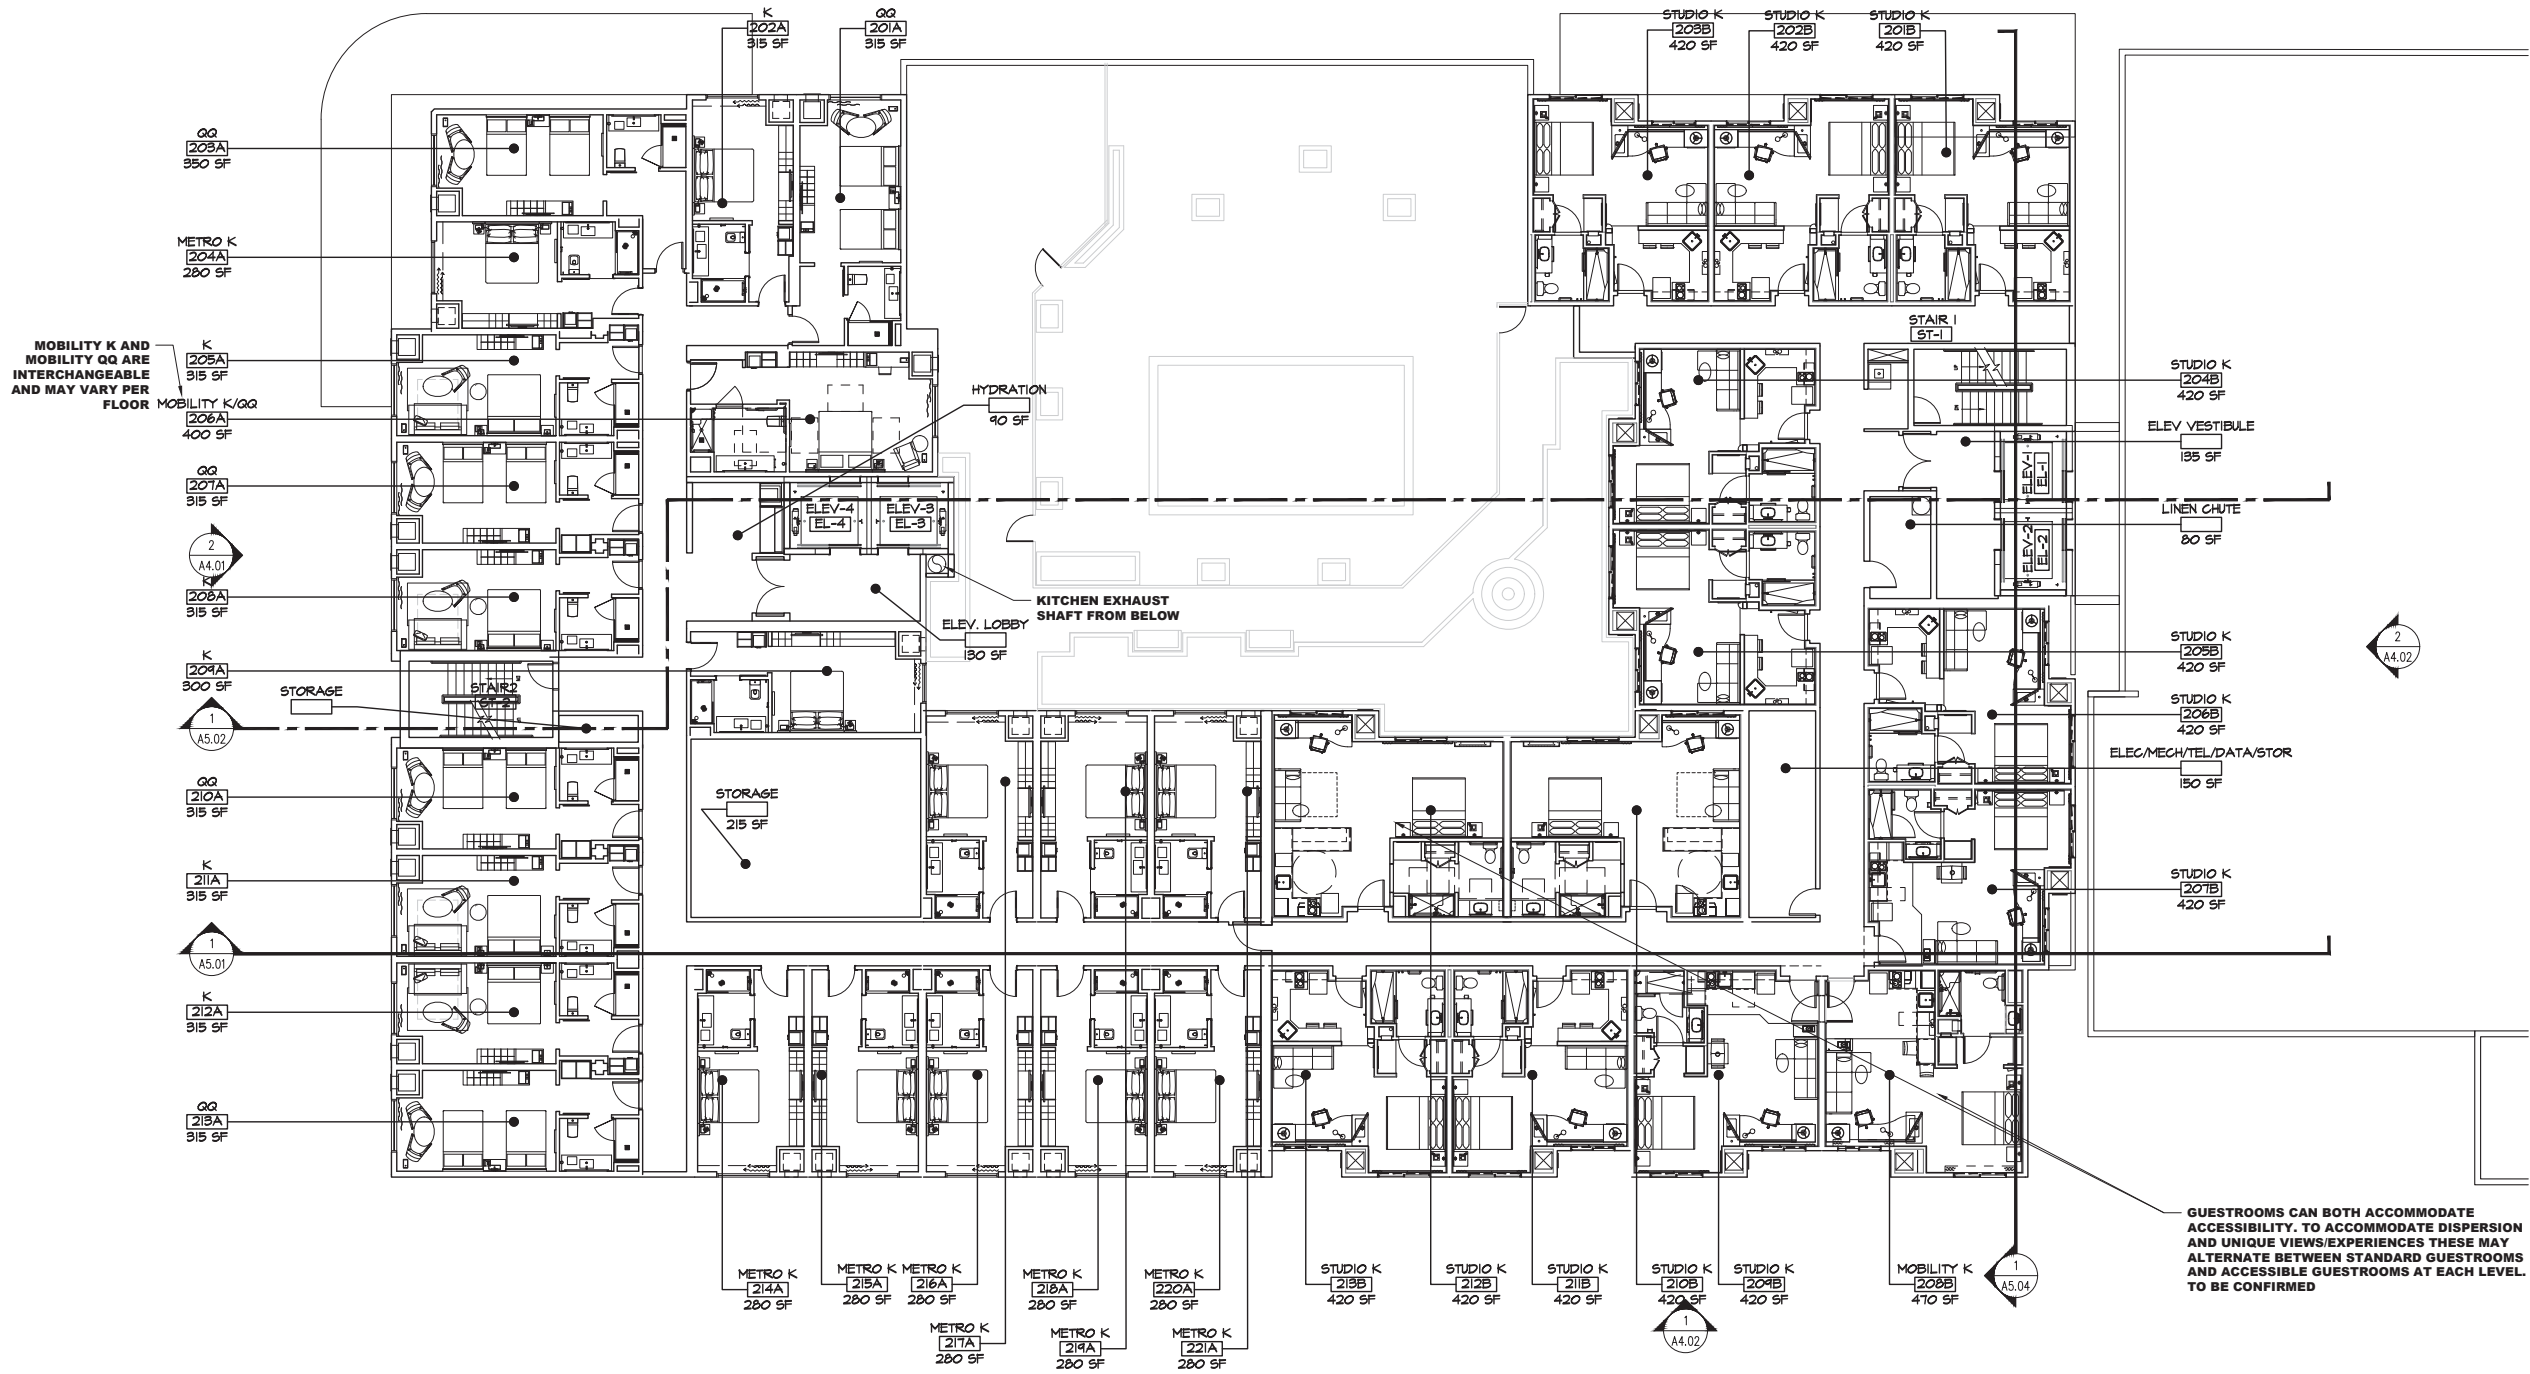 K
202A
315 SF
QQ
201A
315 SF
STUDIO K
203B
420 SF
STUDIO K
202B
420 SF
STUDIO K
201B
420 SF
QQ
203A
350 SF
METRO K
204A
280 SF
MOBILITY K AND
MOBILITY QQ ARE
INTERCHANGEABLE
AND MAY VARY PER
FLOOR
K
205A
315 SF
MOBILITY K/QQ
206A
400 SF
QQ
207A
315 SF
2
A4.01
K
208A
315 SF
K
209A
300 SF
STORAGE
1
A5.02
STAIR2
ST-2
QQ
210A
315 SF
K
211A
315 SF
1
A5.01
K
212A
315 SF
QQ
213A
315 SF
HYDRATION
90 SF
ELEV-4
EL-4
ELEV-3
EL-3
KITCHEN EXHAUST
SHAFT FROM BELOW
ELEV. LOBBY
130 SF
STORAGE
215 SF
STAIR 1
ST-1
STUDIO K
204B
420 SF
ELEV VESTIBULE
135 SF
ELEV-1
EL-1
LINEN CHUTE
80 SF
ELEV-2
EL-2
STUDIO K
205B
420 SF
2
A4.02
STUDIO K
206B
420 SF
ELEC/MECH/TEL/DATA/STOR
150 SF
STUDIO K
207B
420 SF
GUESTROOMS CAN BOTH ACCOMMODATE
ACCESSIBILITY. TO ACCOMMODATE DISPERSION
AND UNIQUE VIEWS/EXPERIENCES THESE MAY
ALTERNATE BETWEEN STANDARD GUESTROOMS
AND ACCESSIBLE GUESTROOMS AT EACH LEVEL.
TO BE CONFIRMED
METRO K
214A
280 SF
METRO K
215A
280 SF
METRO K
216A
280 SF
METRO K
217A
280 SF
METRO K
218A
280 SF
METRO K
219A
280 SF
METRO K
220A
280 SF
METRO K
221A
280 SF
STUDIO K
213B
420 SF
STUDIO K
212B
420 SF
STUDIO K
211B
420 SF
STUDIO K
210B
420 SF
STUDIO K
209B
420 SF
1
A4.02
MOBILITY K
208B
470 SF
1
A5.04